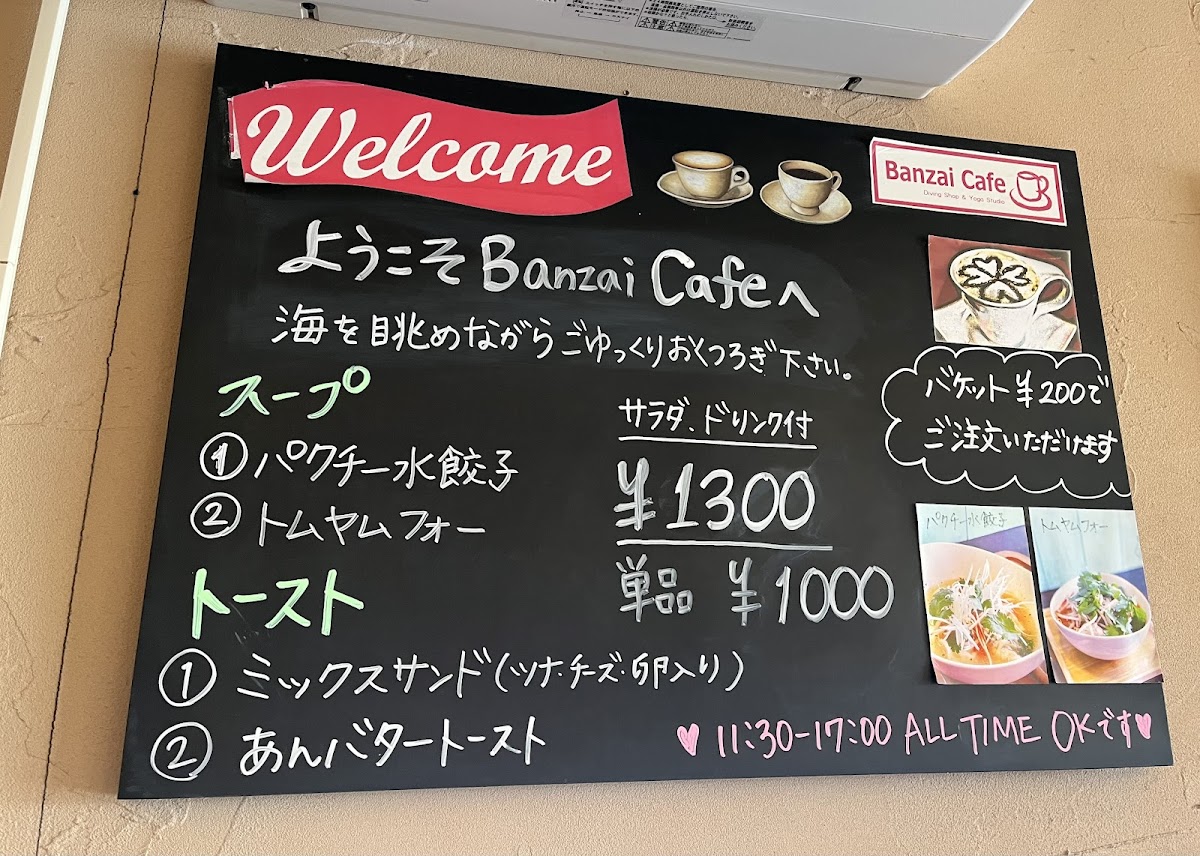 Welcome
Banzai Cafe
Diving Shop & Yoga Studio
ようこそ Banzai Cafeへ
海を眺めながらごゆっくりおくつろぎ下さい。
スープ
① パクチー水餃子
② トムヤムフォー
サラダ、ドリンク付
¥1300
単品 ¥1000
トースト
① ミックスサンド(ツナ・チーズ・卵入り)
② あんバタートースト
バゲット ¥200で
ご注文いただけます
パクチー水餃子
トムヤムフォー
♥ 11:30-17:00 ALL TIME OKです♥